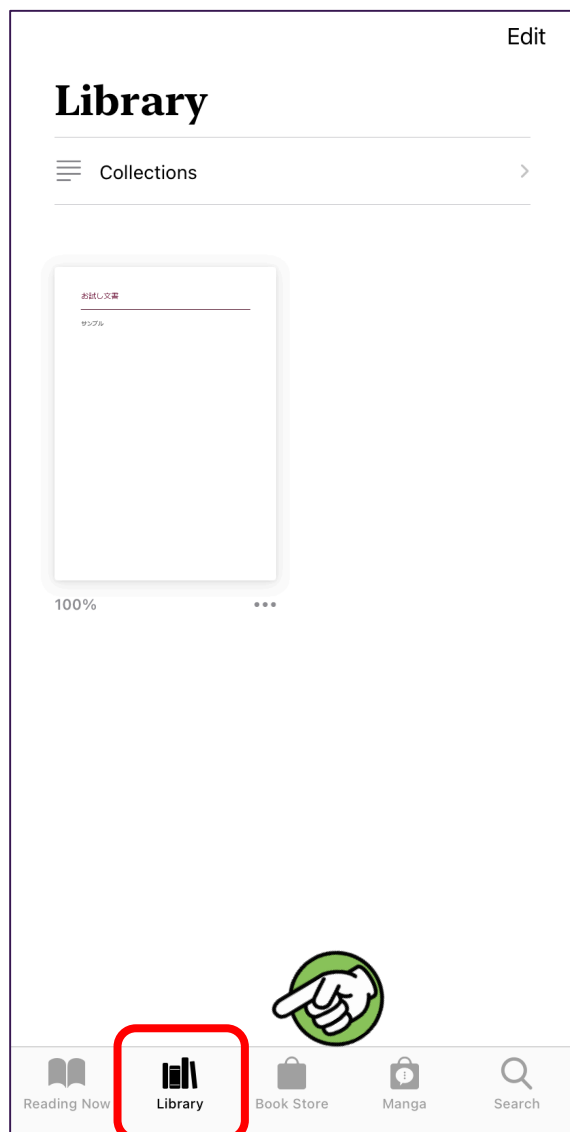 Edit
Library
Collections
お試し文書
サンプル
100%
Reading Now
Library
Book Store
Manga
Search